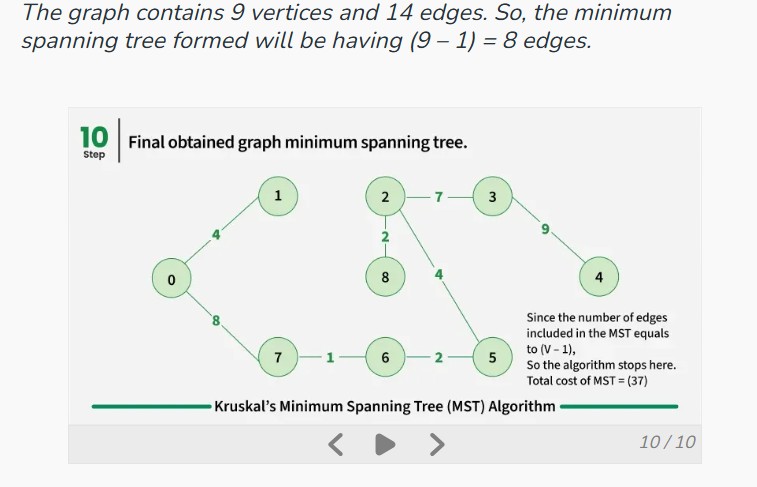 The graph contains 9 vertices and 14 edges. So, the minimum
spanning tree formed will be having (9 – 1) = 8 edges.
10
Step
Final obtained graph minimum spanning tree.
1
2
7
3
4
2
9
0
8
4
4
8
Since the number of edges
included in the MST equals
to (V – 1),
So the algorithm stops here.
Total cost of MST = (37)
7
1
6
2
5
Kruskal's Minimum Spanning Tree (MST) Algorithm
10 / 10